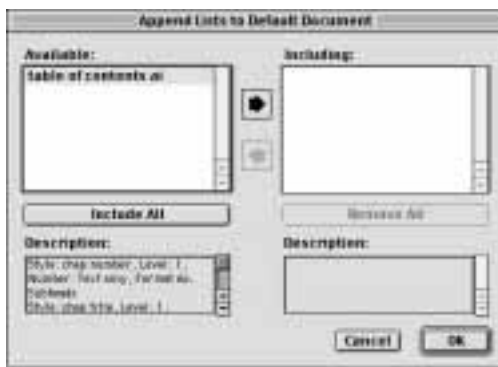 Append Lists to Default Document
Available:
Including:
table of contents
Include All
Remove All
Description:
Description:
Style: chap number, Level: 1,
Number: Text only, Format as:
Style: chap title, Level: 1,
Cancel
OK